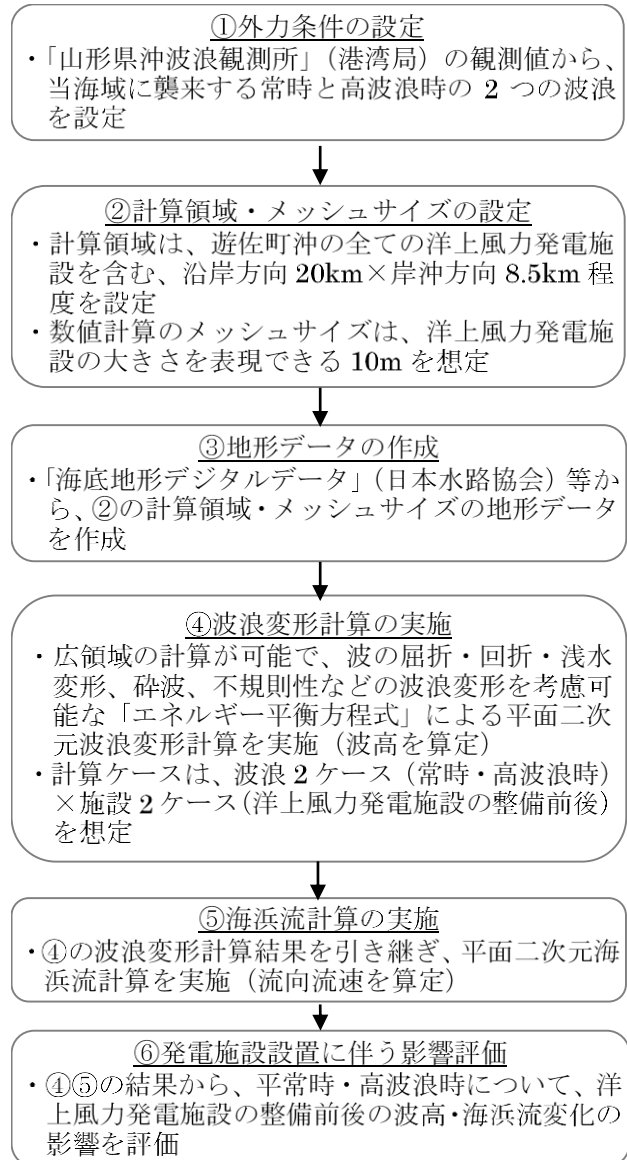 ①外力条件の設定
・「山形県沖波浪観測所」（港湾局）の観測値から、
当海域に襲来する常時と高波浪時の 2 つの波浪
を設定
②計算領域・メッシュサイズの設定
・計算領域は、遊佐町沖の全ての洋上風力発電施
設を含む、沿岸方向 20km×岸沖方向 8.5km 程
度を設定
・数値計算のメッシュサイズは、洋上風力発電施
設の大きさを表現できる 10m を想定
③地形データの作成
・「海底地形デジタルデータ」（日本水路協会）等か
ら、②の計算領域・メッシュサイズの地形データ
を作成
④波浪変形計算の実施
・広領域の計算が可能で、波の屈折・回折・浅水
変形、砕波、不規則性などの波浪変形を考慮可
能な「エネルギー平衡方程式」による平面二次
元波浪変形計算を実施（波高を算定）
・計算ケースは、波浪 2 ケース（常時・高波浪時）
×施設 2 ケース（洋上風力発電施設の整備前後）
を想定
⑤海浜流計算の実施
・④の波浪変形計算結果を引き継ぎ、平面二次元海
浜流計算を実施（流向流速を算定）
⑥発電施設設置に伴う影響評価
・④⑤の結果から、平常時・高波浪時について、洋
上風力発電施設の整備前後の波高・海浜流変化の
影響を評価